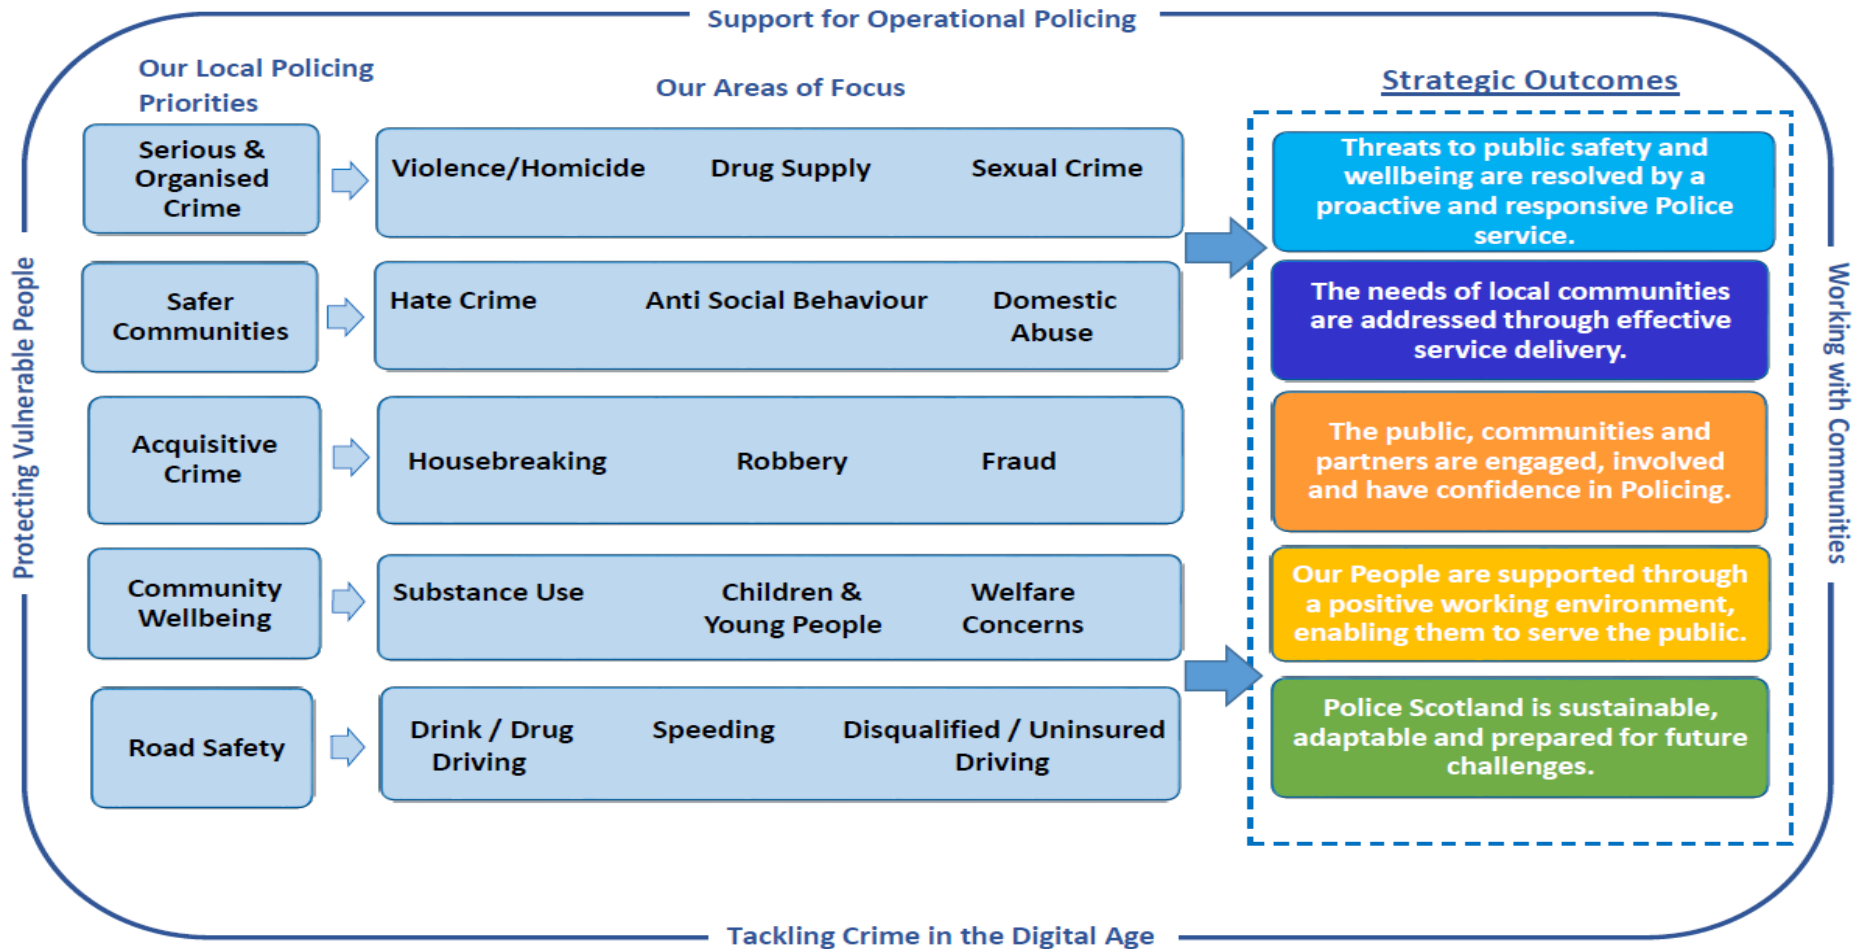 Support for Operational Policing
Our Local Policing
Priorities
Our Areas of Focus
Strategic Outcomes
Serious &
Organised
Crime
Violence/Homicide
Drug Supply
Sexual Crime
Threats to public safety and
wellbeing are resolved by a
proactive and responsive Police
service.
Safer
Communities
Hate Crime
Anti Social Behaviour
Domestic
Abuse
The needs of local communities
are addressed through effective
service delivery.
Acquisitive
Crime
Housebreaking
Robbery
Fraud
The public, communities and
partners are engaged, involved
and have confidence in Policing.
Community
Wellbeing
Substance Use
Children &
Young People
Welfare
Concerns
Our People are supported through
a positive working environment,
enabling them to serve the public.
Road Safety
Drink / Drug
Driving
Speeding
Disqualified / Uninsured
Driving
Police Scotland is sustainable,
adaptable and prepared for future
challenges.
Protecting Vulnerable People
Working with Communities
Tackling Crime in the Digital Age